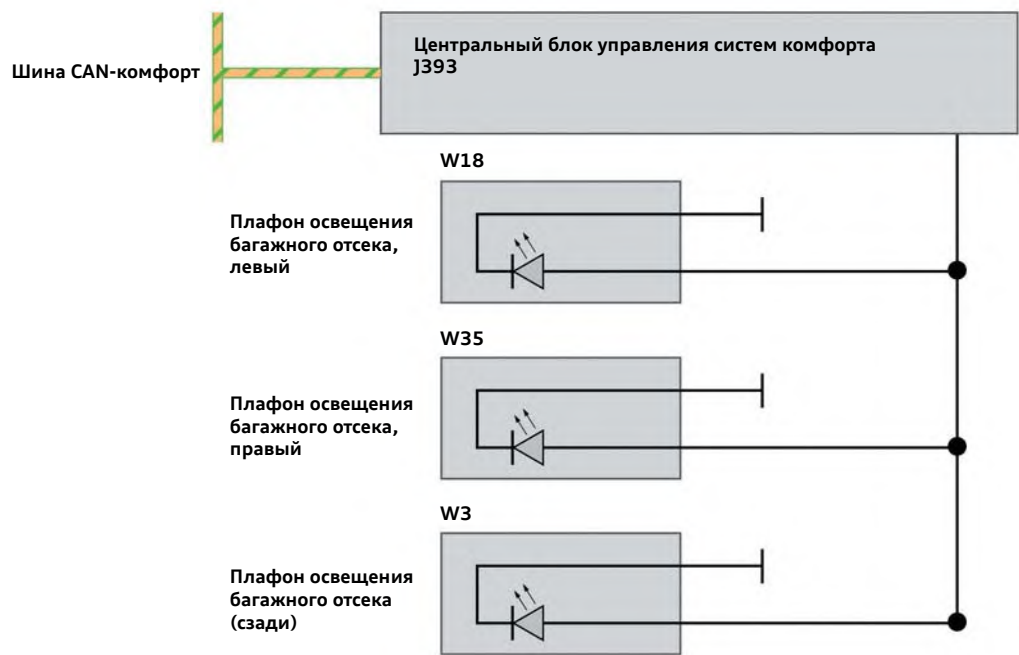 Центральный блок управления систем комфорта
J393
Шина CAN-комфорт
W18
Плафон освещения
багажного отсека,
левый
W35
Плафон освещения
багажного отсека,
правый
W3
Плафон освещения
багажного отсека
(сзади)